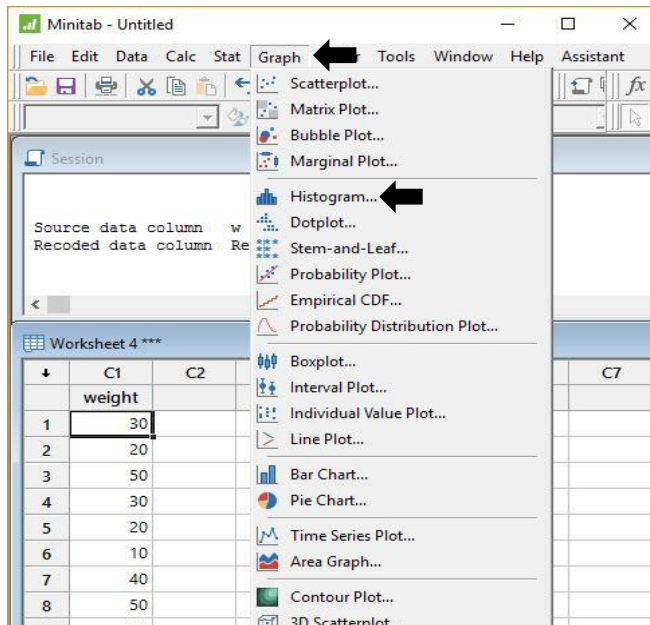 Minitab - Untitled
File Edit Data Calc Stat Graph Tools Window Help Assistant
fx
Scatterplot...
Matrix Plot...
Bubble Plot...
Marginal Plot...
Histogram...
Dotplot...
Stem-and-Leaf...
Probability Plot...
Empirical CDF...
Probability Distribution Plot...
Boxplot...
Interval Plot...
Individual Value Plot...
Line Plot...
Bar Chart...
Pie Chart...
Time Series Plot...
Area Graph...
Contour Plot...
3D Scatterplot...
Session
Source data column w
Recoded data column Re
Worksheet 4 ***
C1 C2 C7
weight
1 30
2 20
3 50
4 30
5 20
6 10
7 40
8 50